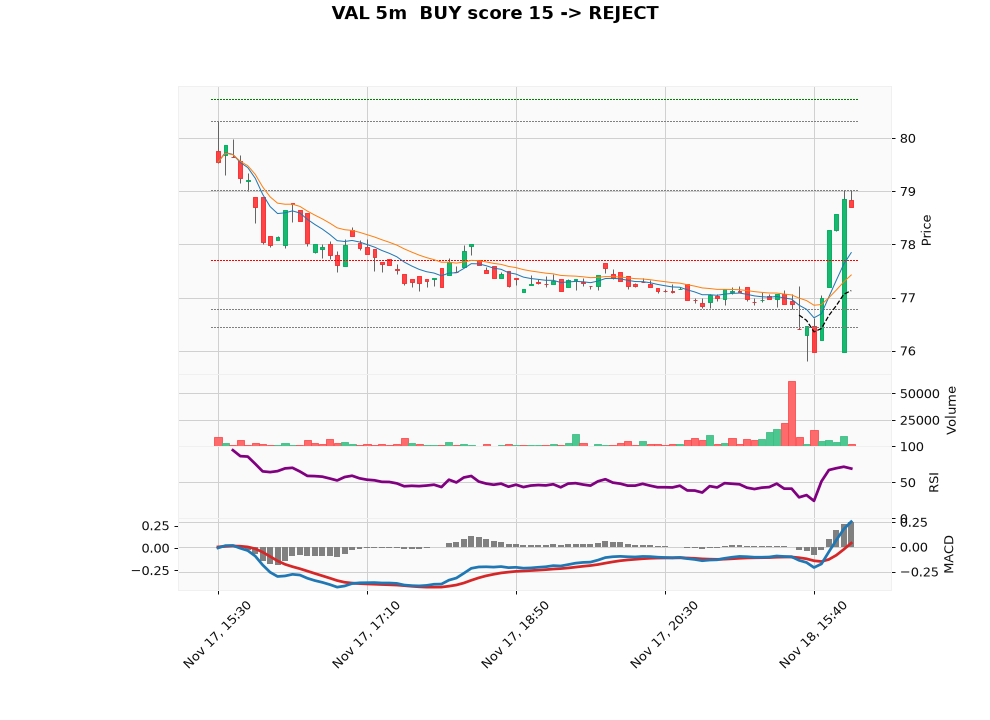 VAL 5m  BUY score 15 -> REJECT
80
79
78
77
76
Price
50000
25000
Volume
100
50
0
RSI
0.25
0.00
−0.25
0.25
0.00
−0.25
MACD
Nov 17, 15:30
Nov 17, 17:10
Nov 17, 18:50
Nov 17, 20:30
Nov 18, 15:40